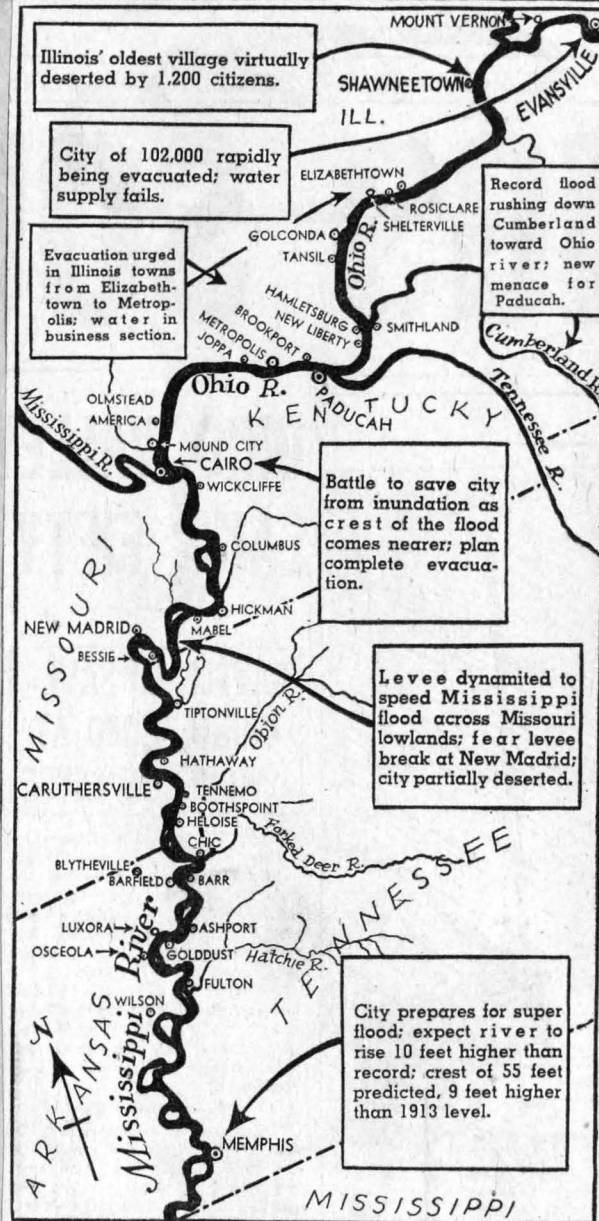 MOUNT VERNON
Illinois' oldest village virtually
deserted by 1,200 citizens.
SHAWNEETOWN
EVANSVILLE
ILL.
City of 102,000 rapidly
being evacuated; water
supply fails.
ELIZABETHTOWN
ROSICLARE
SHELTERVILLE
Record flood
rushing down
Cumberland
toward Ohio
river; new
menace for
Paducah.
GOLCONDA
TANSIL
Ohio R.
Evacuation urged
in Illinois towns
from Elizabeth-
town to Metrop-
olis; water in
business section.
HAMLETSBURG
NEW LIBERTY
SMITHLAND
BROOKPORT
METROPOLIS
JOPPA
Cumberland R.
Ohio R.
PADUCAH
KENTUCKY
Tennessee R.
OLMSTEAD
AMERICA
Mississippi R.
MOUND CITY
CAIRO
WICKCLIFFE
Battle to save city
from inundation as
crest of the flood
comes nearer; plan
complete evacua-
tion.
COLUMBUS
MISSOURI
HICKMAN
NEW MADRID
MABEL
BESSIE
Levee dynamited to
speed Mississippi
flood across Missouri
lowlands; fear levee
break at New Madrid;
city partially deserted.
TIPTONVILLE
Obion R.
HATHAWAY
CARUTHERSVILLE
TENNEMO
BOOTHSPOINT
HELOISE
CHIC
Forked Deer R.
TENNESSEE
BLYTHEVILLE
BARFIELD
BARR
LUXORA
ASHPORT
OSCEOLA
GOLDDUST
Hatchie R.
FULTON
WILSON
Mississippi River
ARKANSAS
N
City prepares for super
flood; expect river to
rise 10 feet higher than
record; crest of 55 feet
predicted, 9 feet higher
than 1913 level.
MEMPHIS
MISSISSIPPI